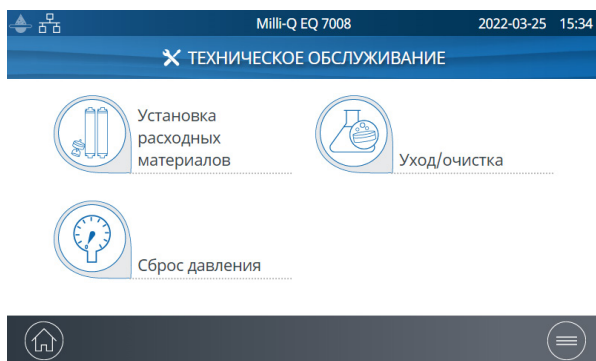 Milli-Q EQ 7008 2022-03-25 15:34
ТЕХНИЧЕСКОЕ ОБСЛУЖИВАНИЕ
Установка
расходных
материалов
Уход/очистка
Сброс давления